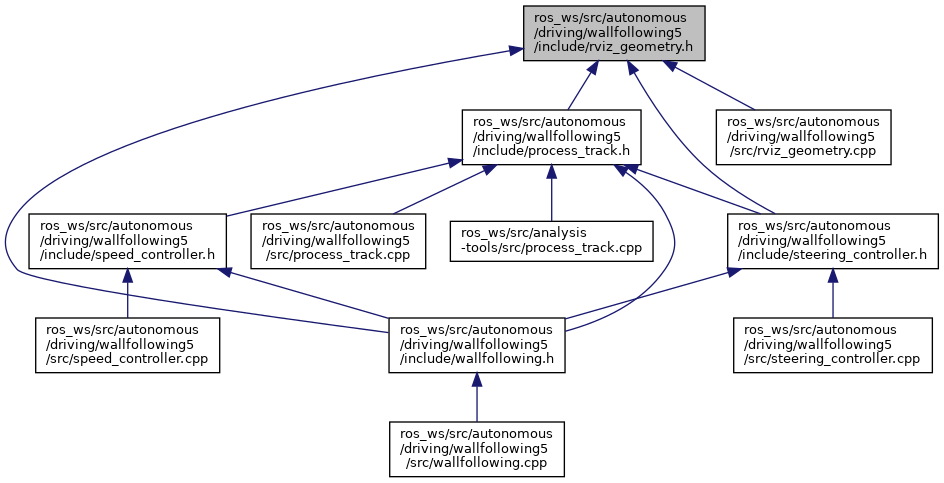 ros_ws/src/autonomous
/driving/wallfollowing5
/include/rviz_geometry.h
ros_ws/src/autonomous
/driving/wallfollowing5
/include/process_track.h
ros_ws/src/autonomous
/driving/wallfollowing5
/src/rviz_geometry.cpp
ros_ws/src/autonomous
/driving/wallfollowing5
/include/speed_controller.h
ros_ws/src/autonomous
/driving/wallfollowing5
/src/process_track.cpp
ros_ws/src/analysis
-tools/src/process_track.cpp
ros_ws/src/autonomous
/driving/wallfollowing5
/include/steering_controller.h
ros_ws/src/autonomous
/driving/wallfollowing5
/src/speed_controller.cpp
ros_ws/src/autonomous
/driving/wallfollowing5
/include/wallfollowing.h
ros_ws/src/autonomous
/driving/wallfollowing5
/src/steering_controller.cpp
ros_ws/src/autonomous
/driving/wallfollowing5
/src/wallfollowing.cpp